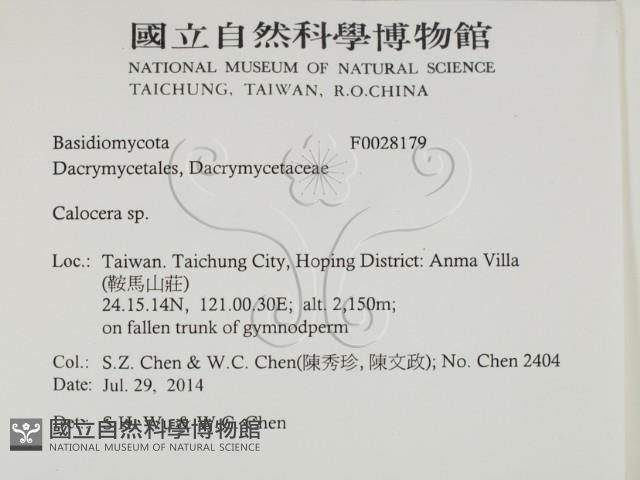 國立自然科學博物館
NATIONAL MUSEUM OF NATURAL SCIENCE
TAICHUNG, TAIWAN, R.O.CHINA
Basidiomycota F0028179
Dacrymycetales, Dacrymycetaceae
Calocera sp.
Loc.: Taiwan. Taichung City, Hoping District: Anma Villa
(鞍馬山莊)
24.15.14N, 121.00.30E; alt. 2,150m;
on fallen trunk of gymnodperm
Col.: S.Z. Chen & W.C. Chen(陳秀珍, 陳文政); No. Chen 2404
Date: Jul. 29, 2014
Det.: S.H. Wu & W.C. Chen
國立自然科學博物館
NATIONAL MUSEUM OF NATURAL SCIENCE